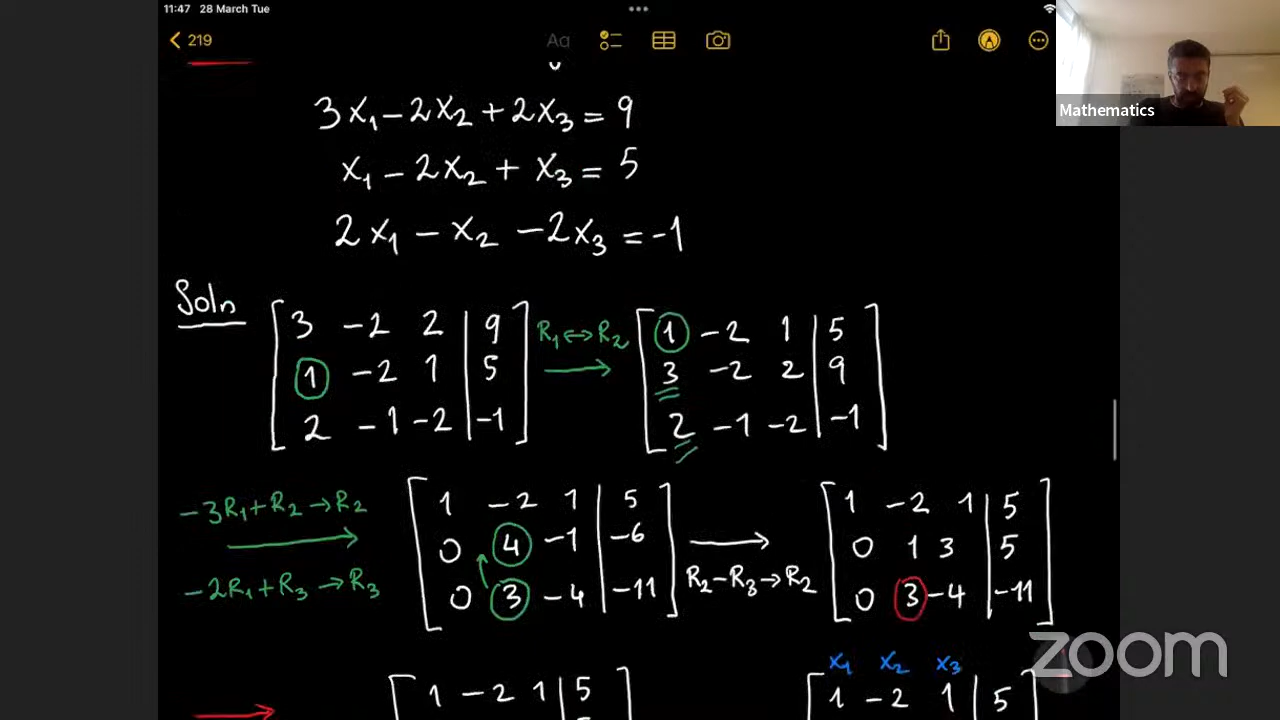 11:47 28 March Tue
219
Aa
Mathematics
3x₁ - 2x₂ + 2x₃ = 9
x₁ - 2x₂ + x₃ = 5
2x₁ - x₂ - 2x₃ = -1
Soln
3 -2 2 | 9
1 -2 1 | 5
2 -1 -2 | -1
R₁↔R₂
1 -2 1 | 5
3 -2 2 | 9
2 -1 -2 | -1
-3R₁+R₂→R₂
-2R₁+R₃→R₃
1 -2 1 | 5
0 4 -1 | -6
0 3 -4 | -11
R₂-R₃→R₂
1 -2 1 | 5
0 1 3 | 5
0 3 -4 | -11
zoom
1 -2 1 | 5
x₁ x₂ x₃
1 -2 1 | 5